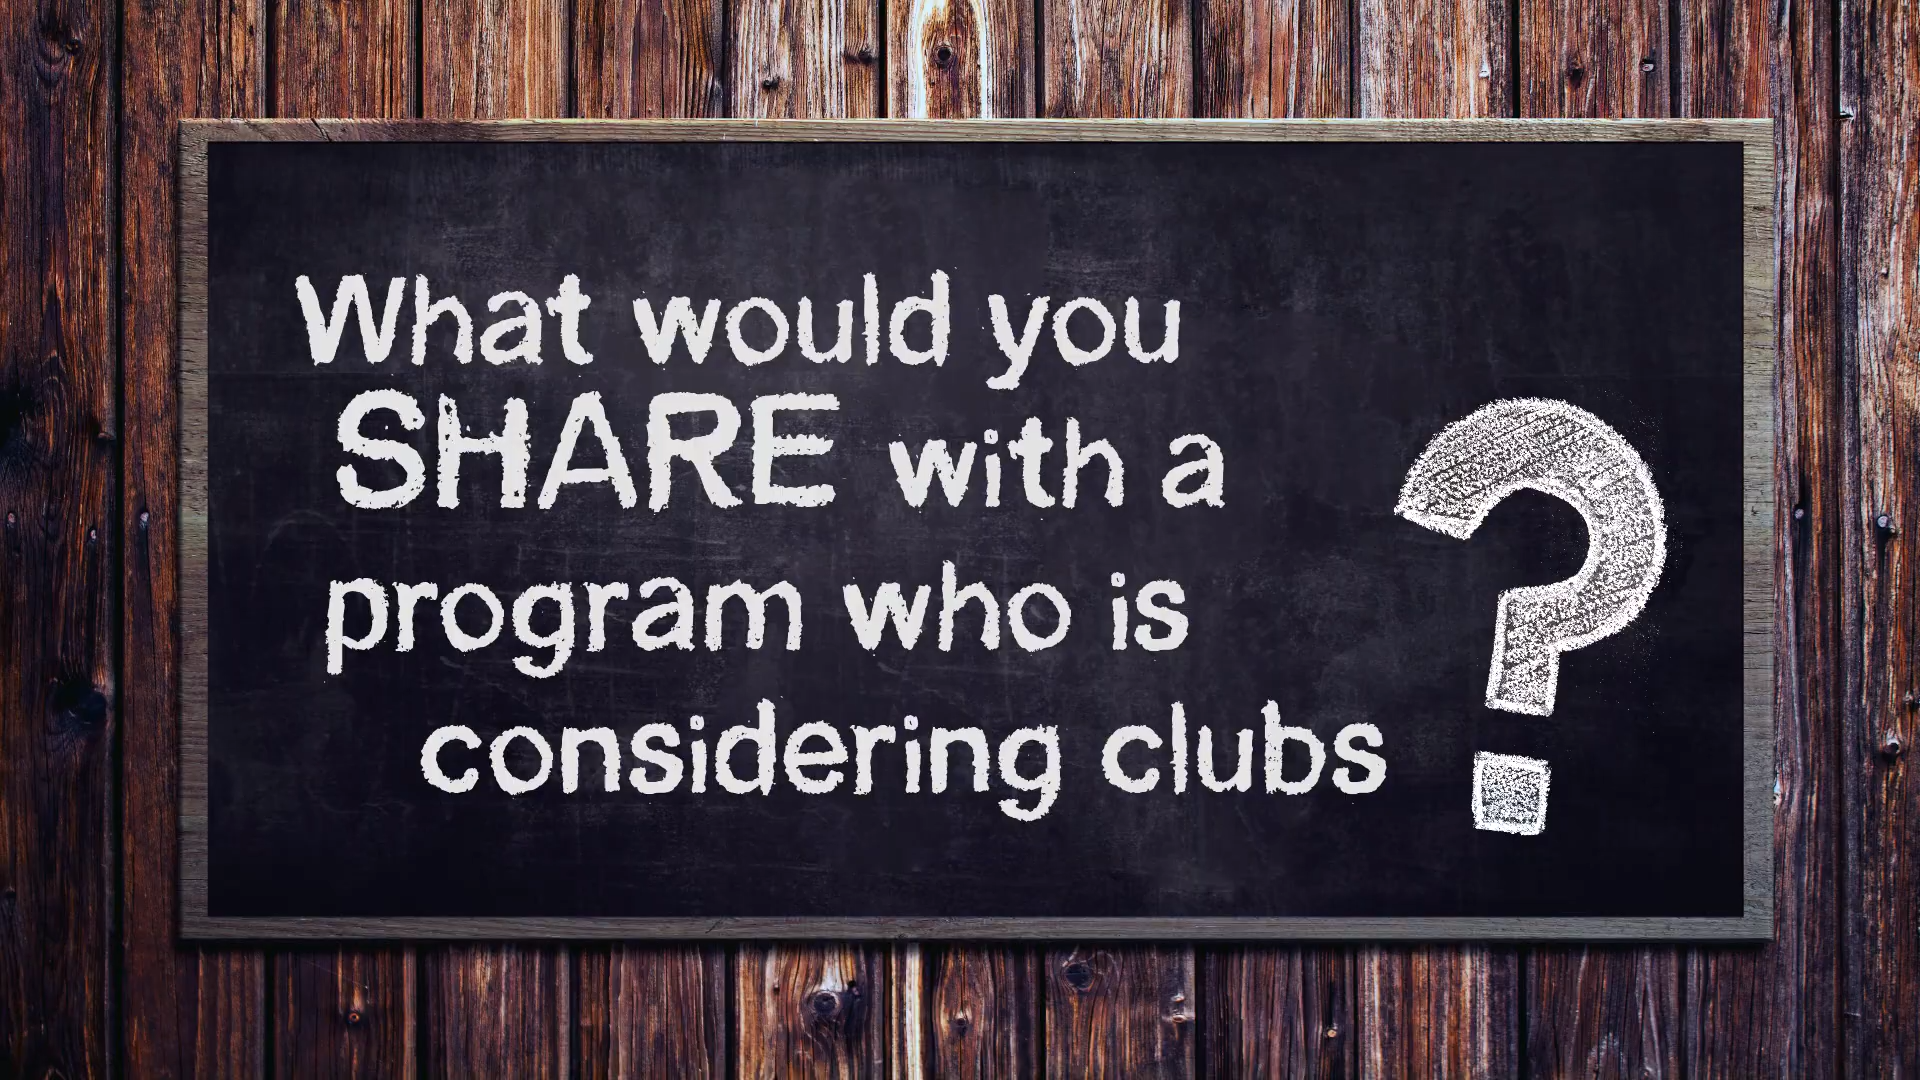 What would you
SHARE with a
program who is
considering clubs
?